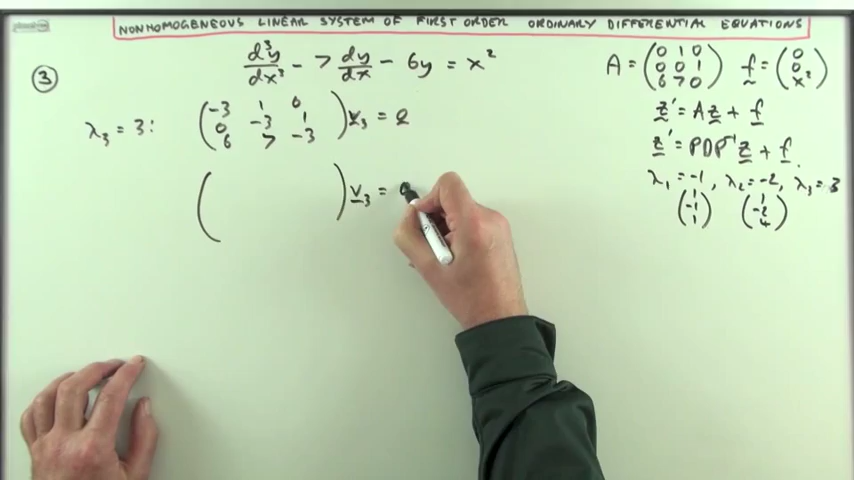 NONHOMOGENEOUS LINEAR SYSTEM OF FIRST ORDER ORDINARY DIFFERENTIAL EQUATIONS
③ d³y/dx³ - 7 dy/dx - 6y = x²
λ₃ = 3: (-3 1 0; 0 -3 1; 6 7 -3) v₃ = 0
( ) v₃ = 0
A = (0 1 0; 0 0 1; 6 7 0) f = (0; 0; x²)
z' = Az + f
z' = PDP⁻¹z + f
λ₁ = -1, λ₂ = -2, λ₃ = 3
(1; -1; 1) (1; -2; 4)